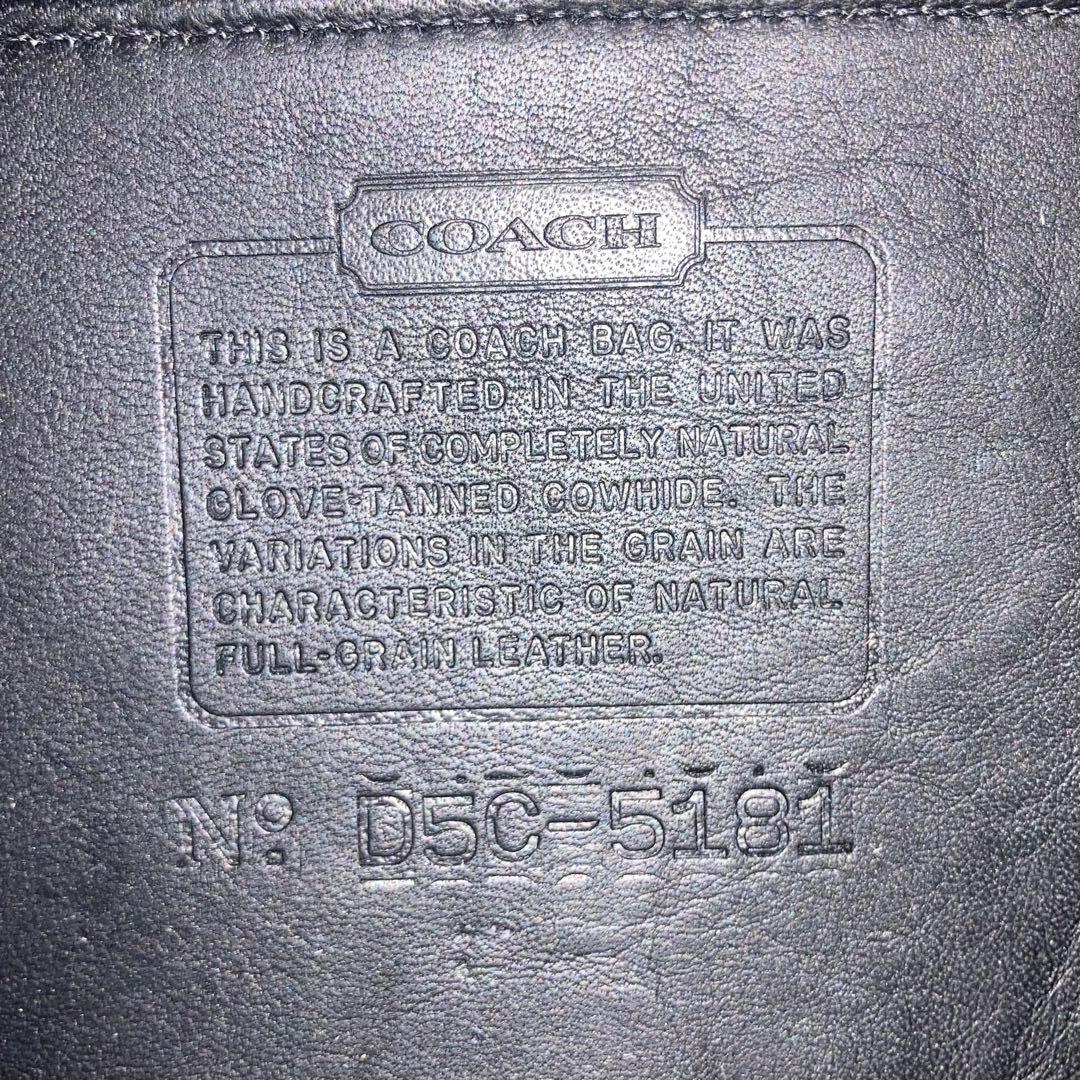 COACH
THIS IS A COACH BAG. IT WAS
HANDCRAFTED IN THE UNITED
STATES OF COMPLETELY NATURAL
GLOVE-TANNED COWHIDE. THE
VARIATIONS IN THE GRAIN ARE
CHARACTERISTIC OF NATURAL
FULL-GRAIN LEATHER.
Nº D5C-5181